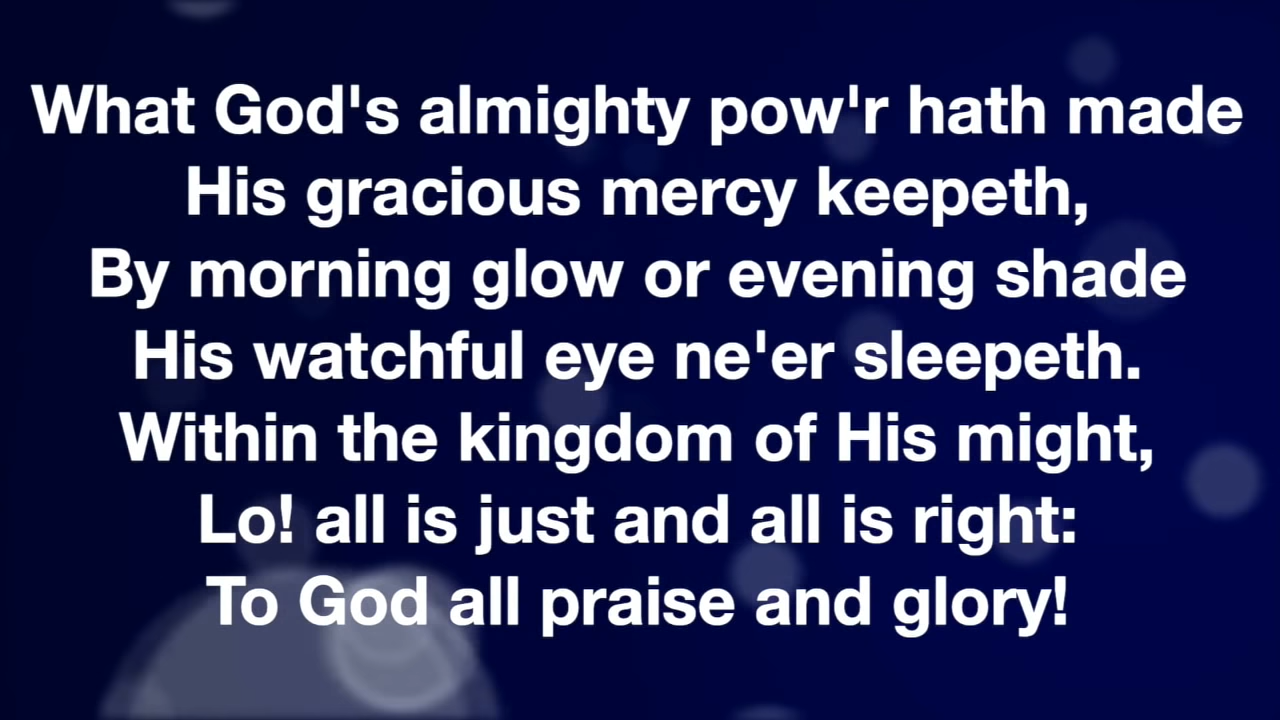 What God's almighty pow'r hath made
His gracious mercy keepeth,
By morning glow or evening shade
His watchful eye ne'er sleepeth.
Within the kingdom of His might,
Lo! all is just and all is right:
To God all praise and glory!